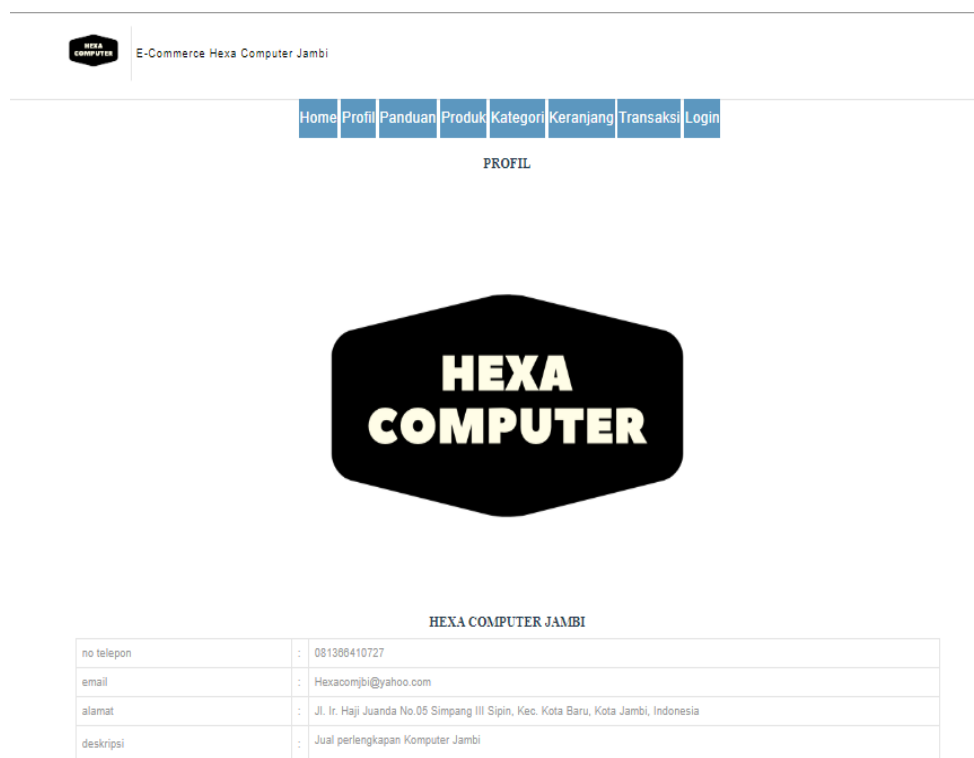 HEXA
COMPUTER
E-Commerce Hexa Computer Jambi
Home Profil Panduan Produk Kategori Keranjang Transaksi Login
PROFIL
HEXA
COMPUTER
HEXA COMPUTER JAMBI
no telepon : 081366410727
email : Hexacomjbi@yahoo.com
alamat : Jl. Ir. Haji Juanda No.05 Simpang III Sipin, Kec. Kota Baru, Kota Jambi, Indonesia
deskripsi : Jual perlengkapan Komputer Jambi